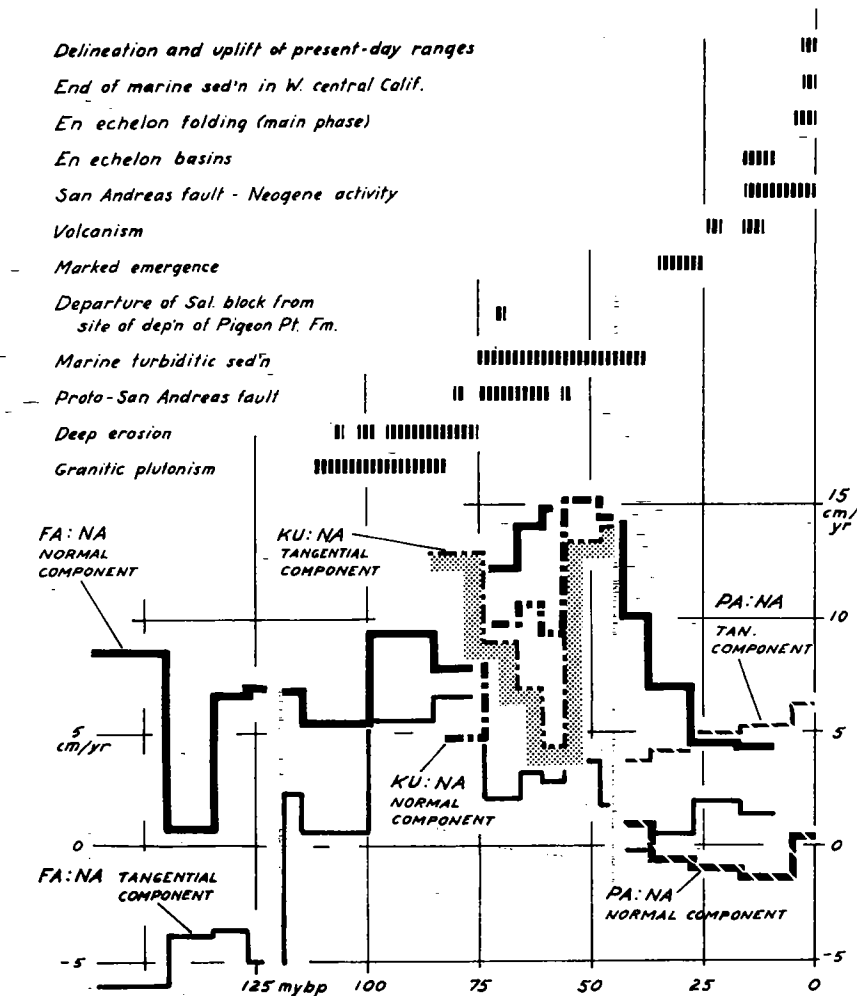 Delineation and uplift of present-day ranges
End of marine sed'n in W. central Calif.
En echelon folding (main phase)
En echelon basins
San Andreas fault - Neogene activity
Volcanism
Marked emergence
Departure of Sal. block from
site of dep'n of Pigeon Pt. Fm.
Marine turbiditic sed'n
Proto-San Andreas fault
Deep erosion
Granitic plutonism
15
cm/
yr
FA:NA
NORMAL
COMPONENT
KU:NA
TANGENTIAL
COMPONENT
PA:NA
TAN.
COMPONENT
10
5
cm/yr
5
KU:NA
NORMAL
COMPONENT
0
0
FA:NA TANGENTIAL
COMPONENT
PA:NA
NORMAL COMPONENT
-5
-5
125 mybp 100 75 50 25 0